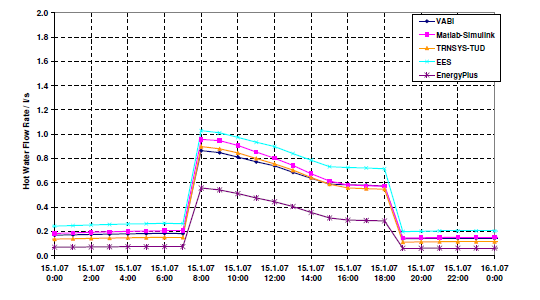 2.0
1.8
1.6
1.4
1.2
1.0
0.8
0.6
0.4
0.2
0.0
Hot Water Flow Rate / l/s
VABI
Matlab-Simulink
TRNSYS-TUD
EES
EnergyPlus
15.1.07 15.1.07 15.1.07 15.1.07 15.1.07 15.1.07 15.1.07 15.1.07 15.1.07 15.1.07 15.1.07 15.1.07 16.1.07
0:00 2:00 4:00 6:00 8:00 10:00 12:00 14:00 16:00 18:00 20:00 22:00 0:00